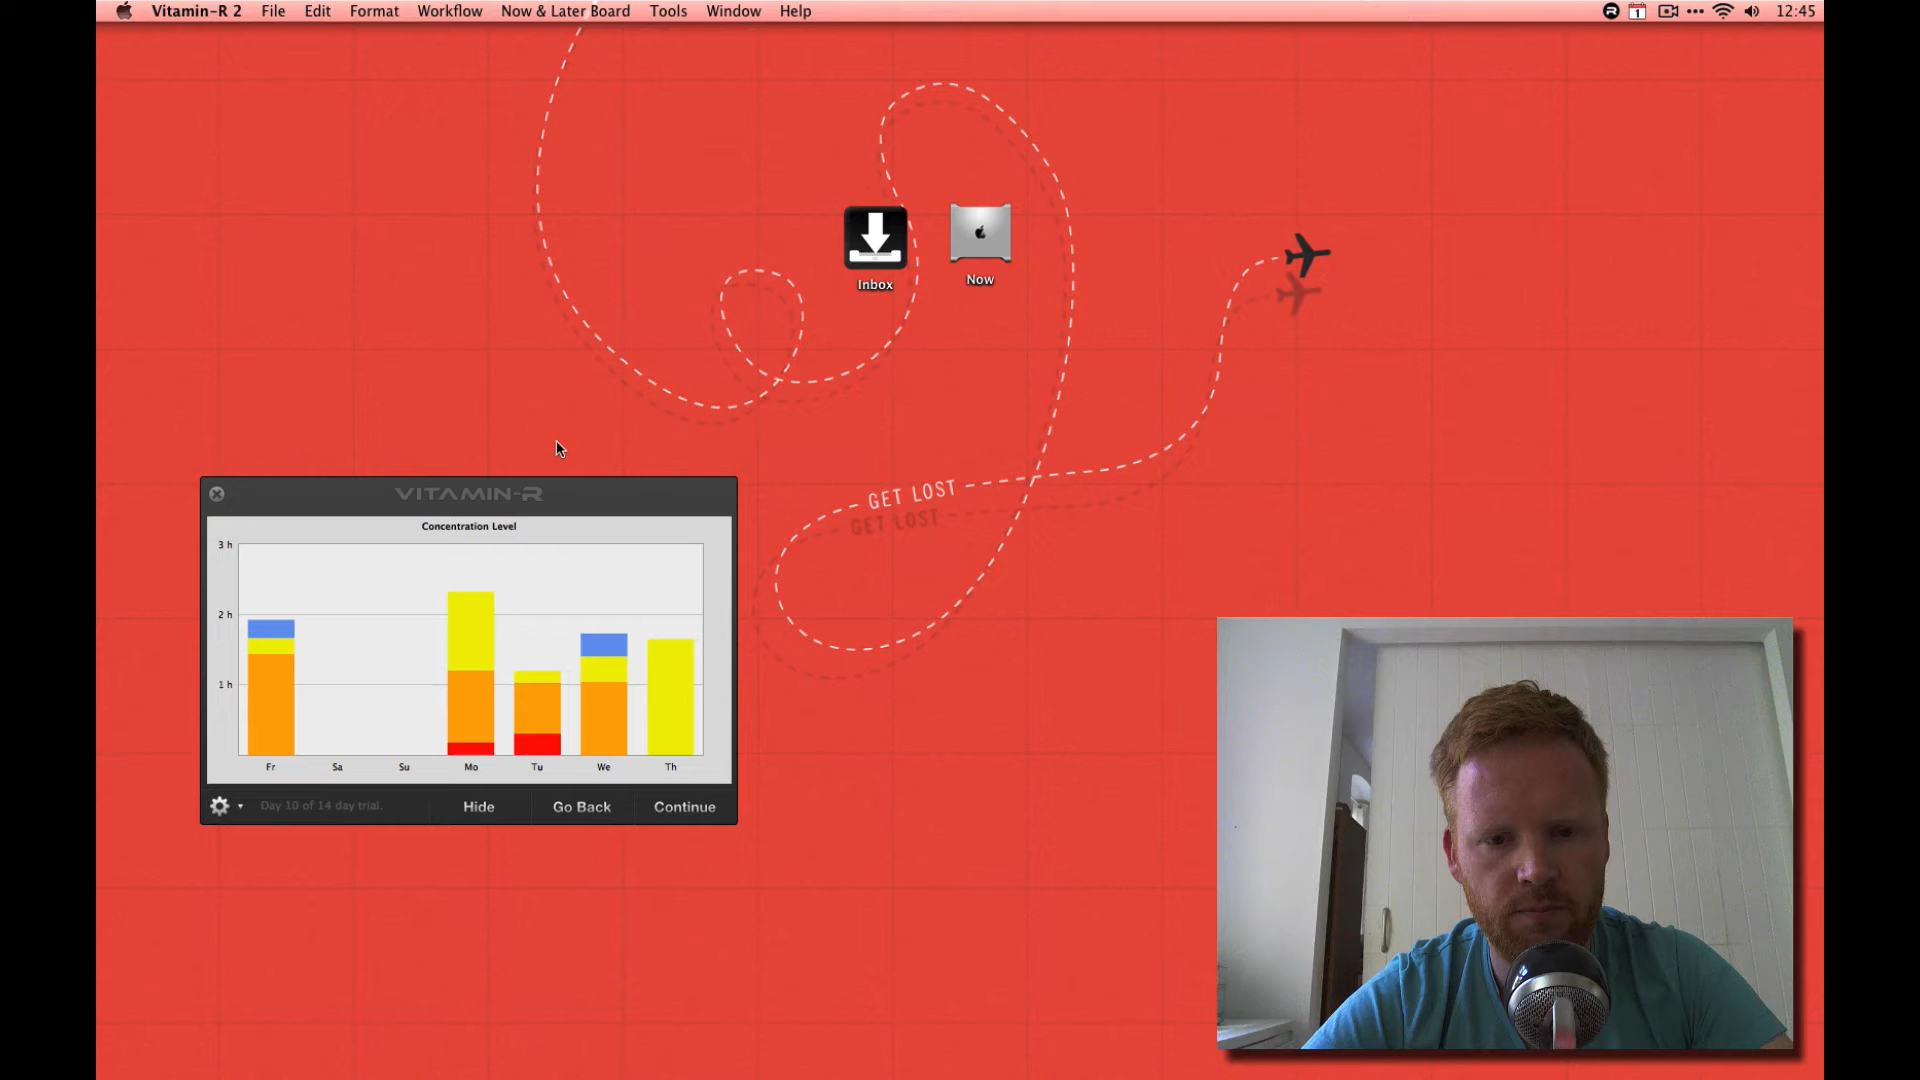 Vitamin-R 2 File Edit Format Workflow Now & Later Board Tools Window Help 1 12:45
Inbox
Now
GET LOST
GET LOST
VITAMIN-R
Concentration Level
3 h
2 h
1 h
Fr Sa Su Mo Tu We Th
Day 10 of 14 day trial. Hide Go Back Continue